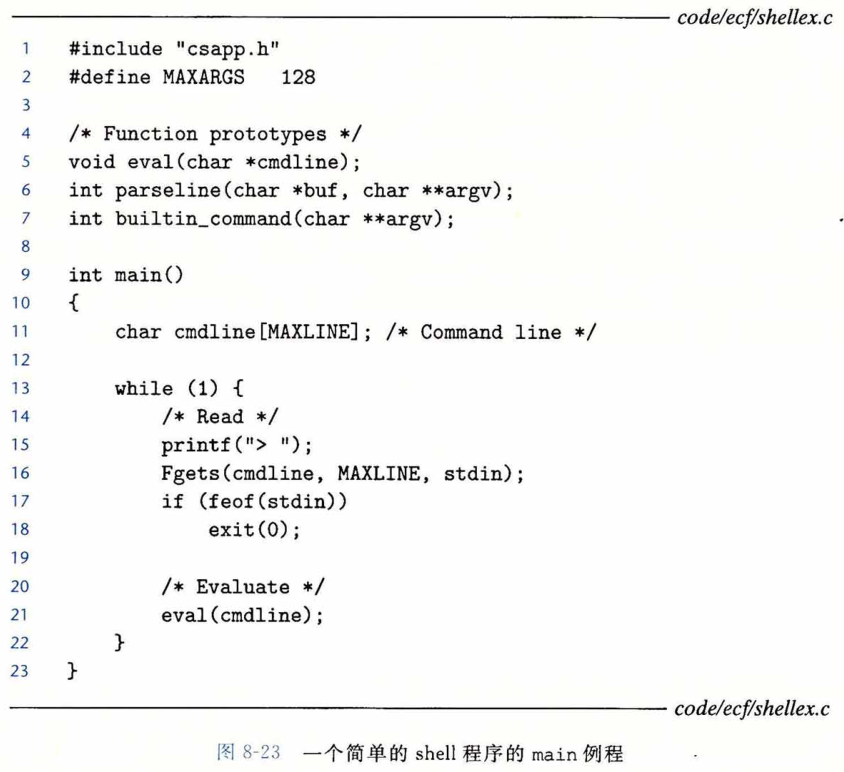 code/ecf/shellex.c
1 #include "csapp.h"
2 #define MAXARGS   128
3
4 /* Function prototypes */
5 void eval(char *cmdline);
6 int parseline(char *buf, char **argv);
7 int builtin_command(char **argv);
8
9 int main()
10 {
11     char cmdline[MAXLINE]; /* Command line */
12
13     while (1) {
14         /* Read */
15         printf("> ");
16         Fgets(cmdline, MAXLINE, stdin);
17         if (feof(stdin))
18             exit(0);
19
20         /* Evaluate */
21         eval(cmdline);
22     }
23 }
code/ecf/shellex.c
图 8-23 一个简单的 shell 程序的 main 例程